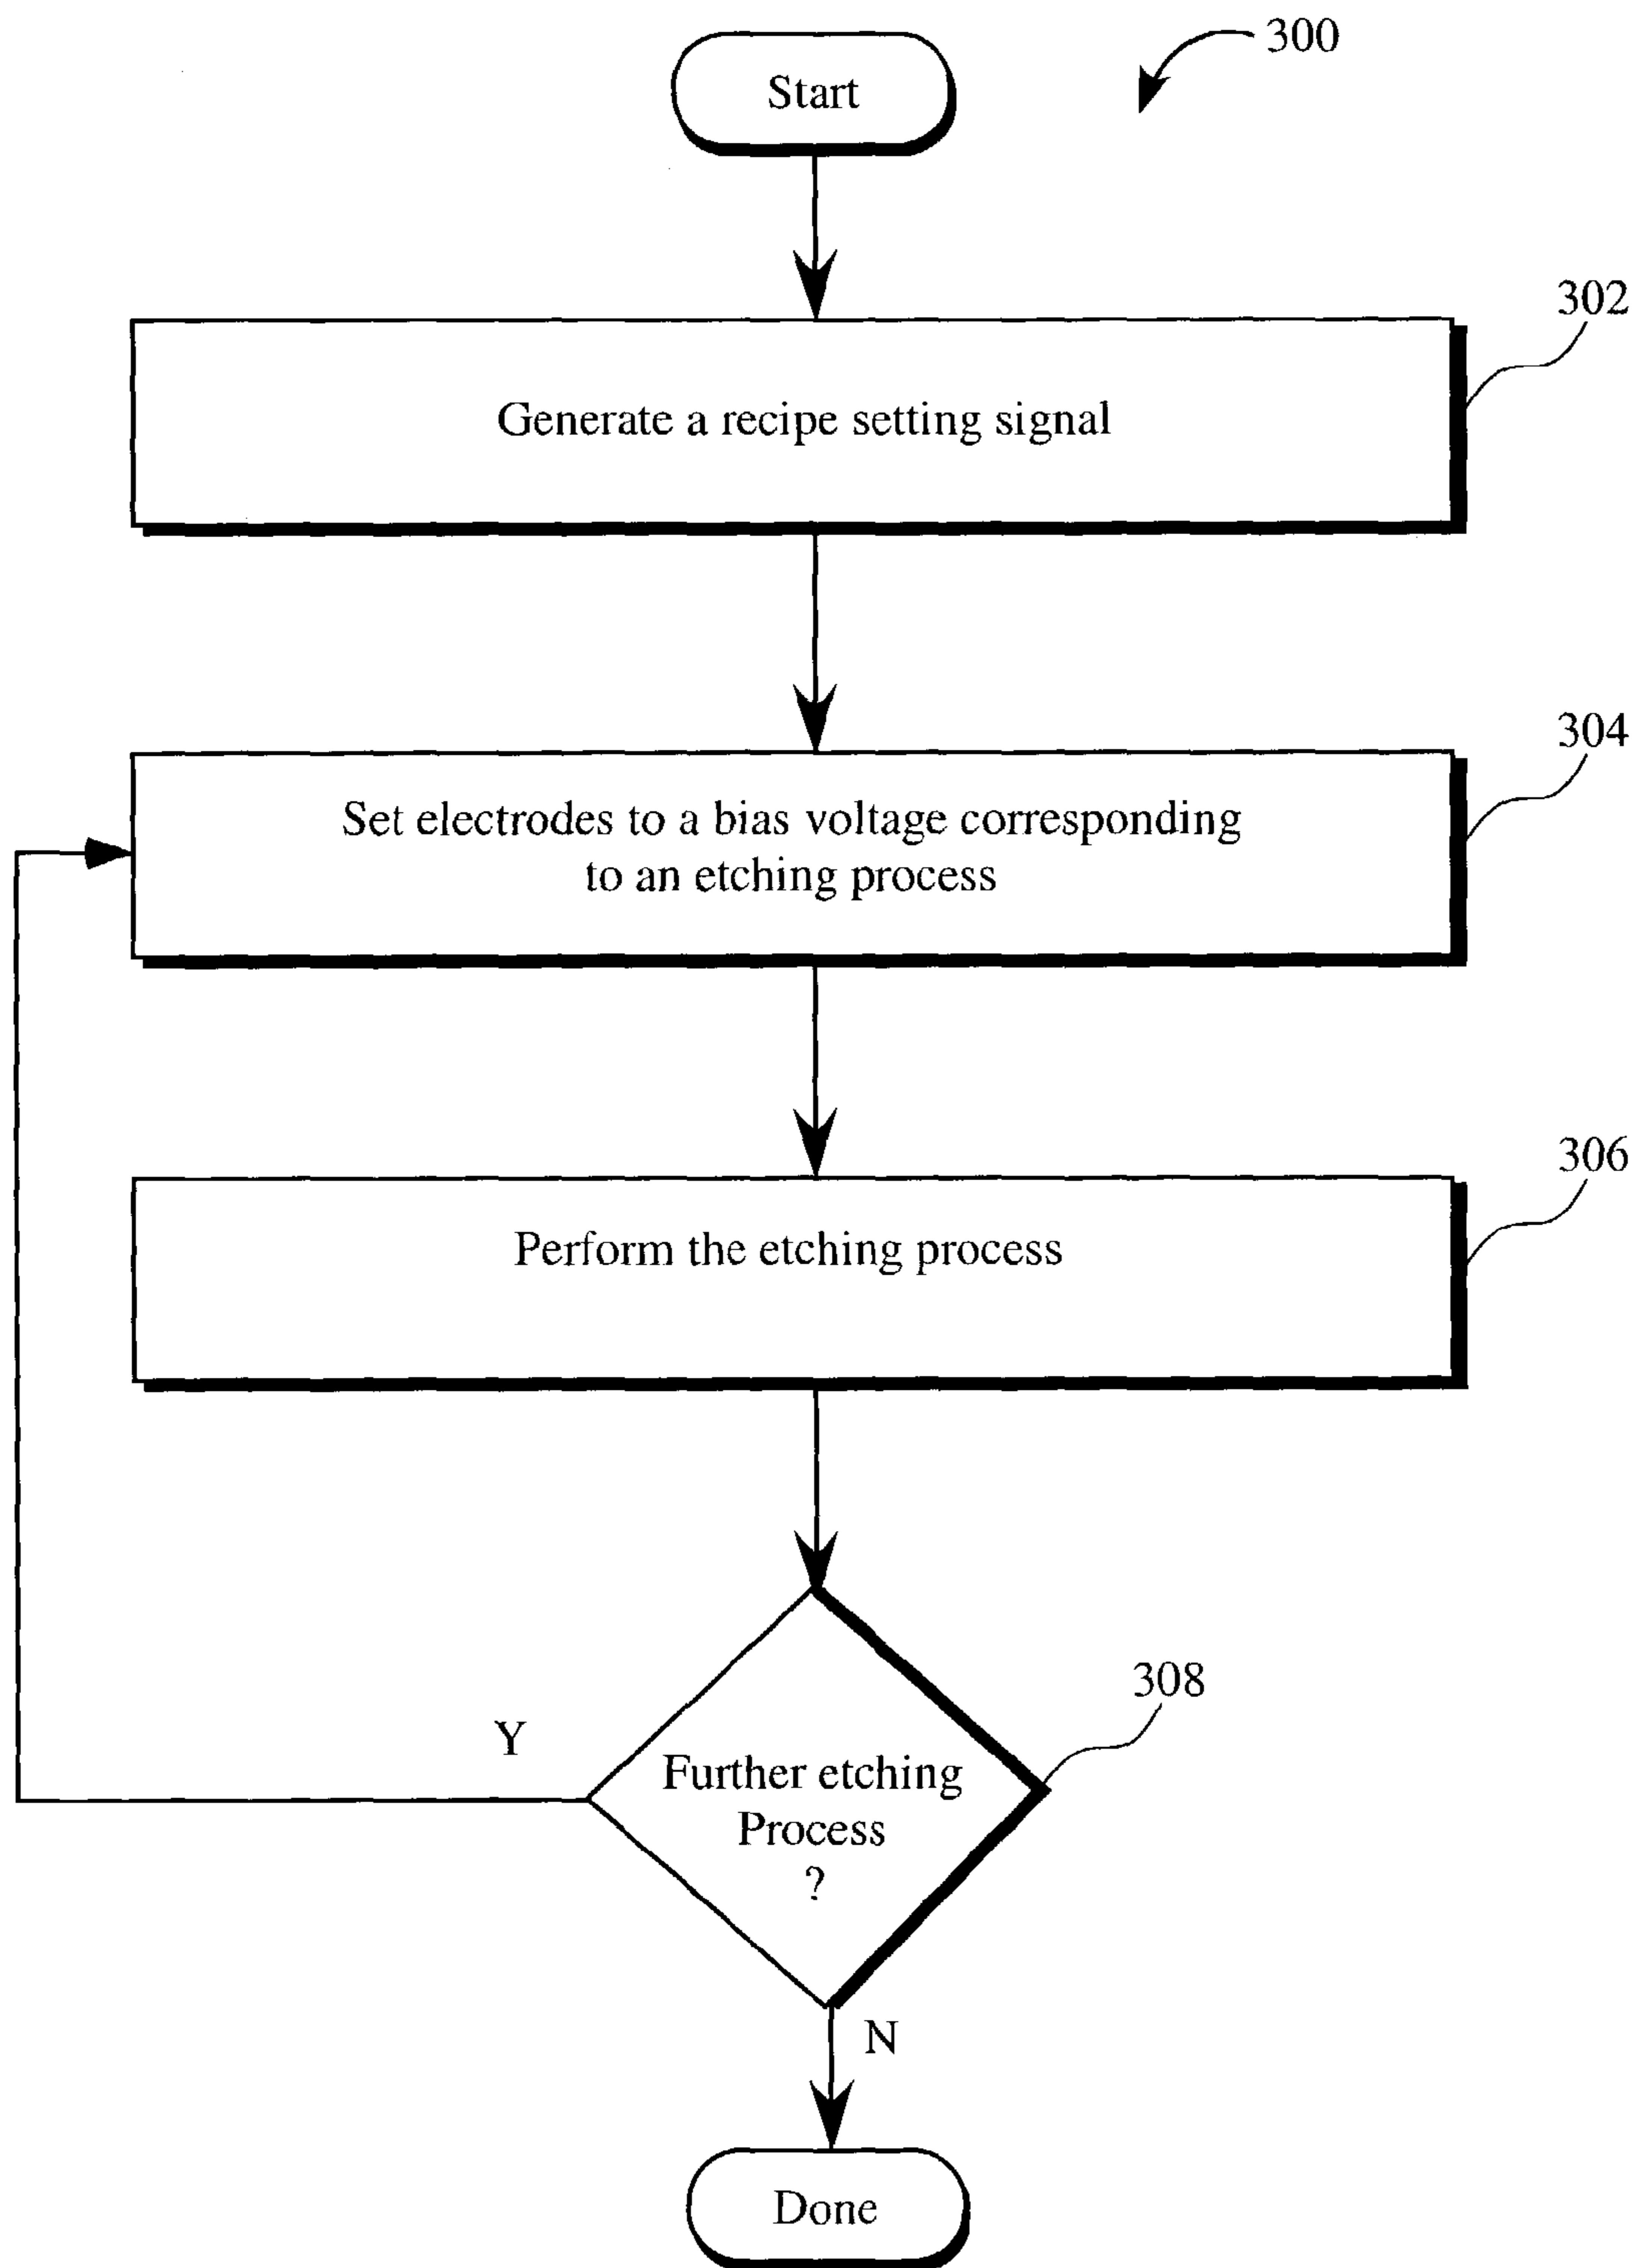 Start
300
302
Generate a recipe setting signal
304
Set electrodes to a bias voltage corresponding
to an etching process
306
Perform the etching process
308
Y
Further etching
Process
?
N
Done